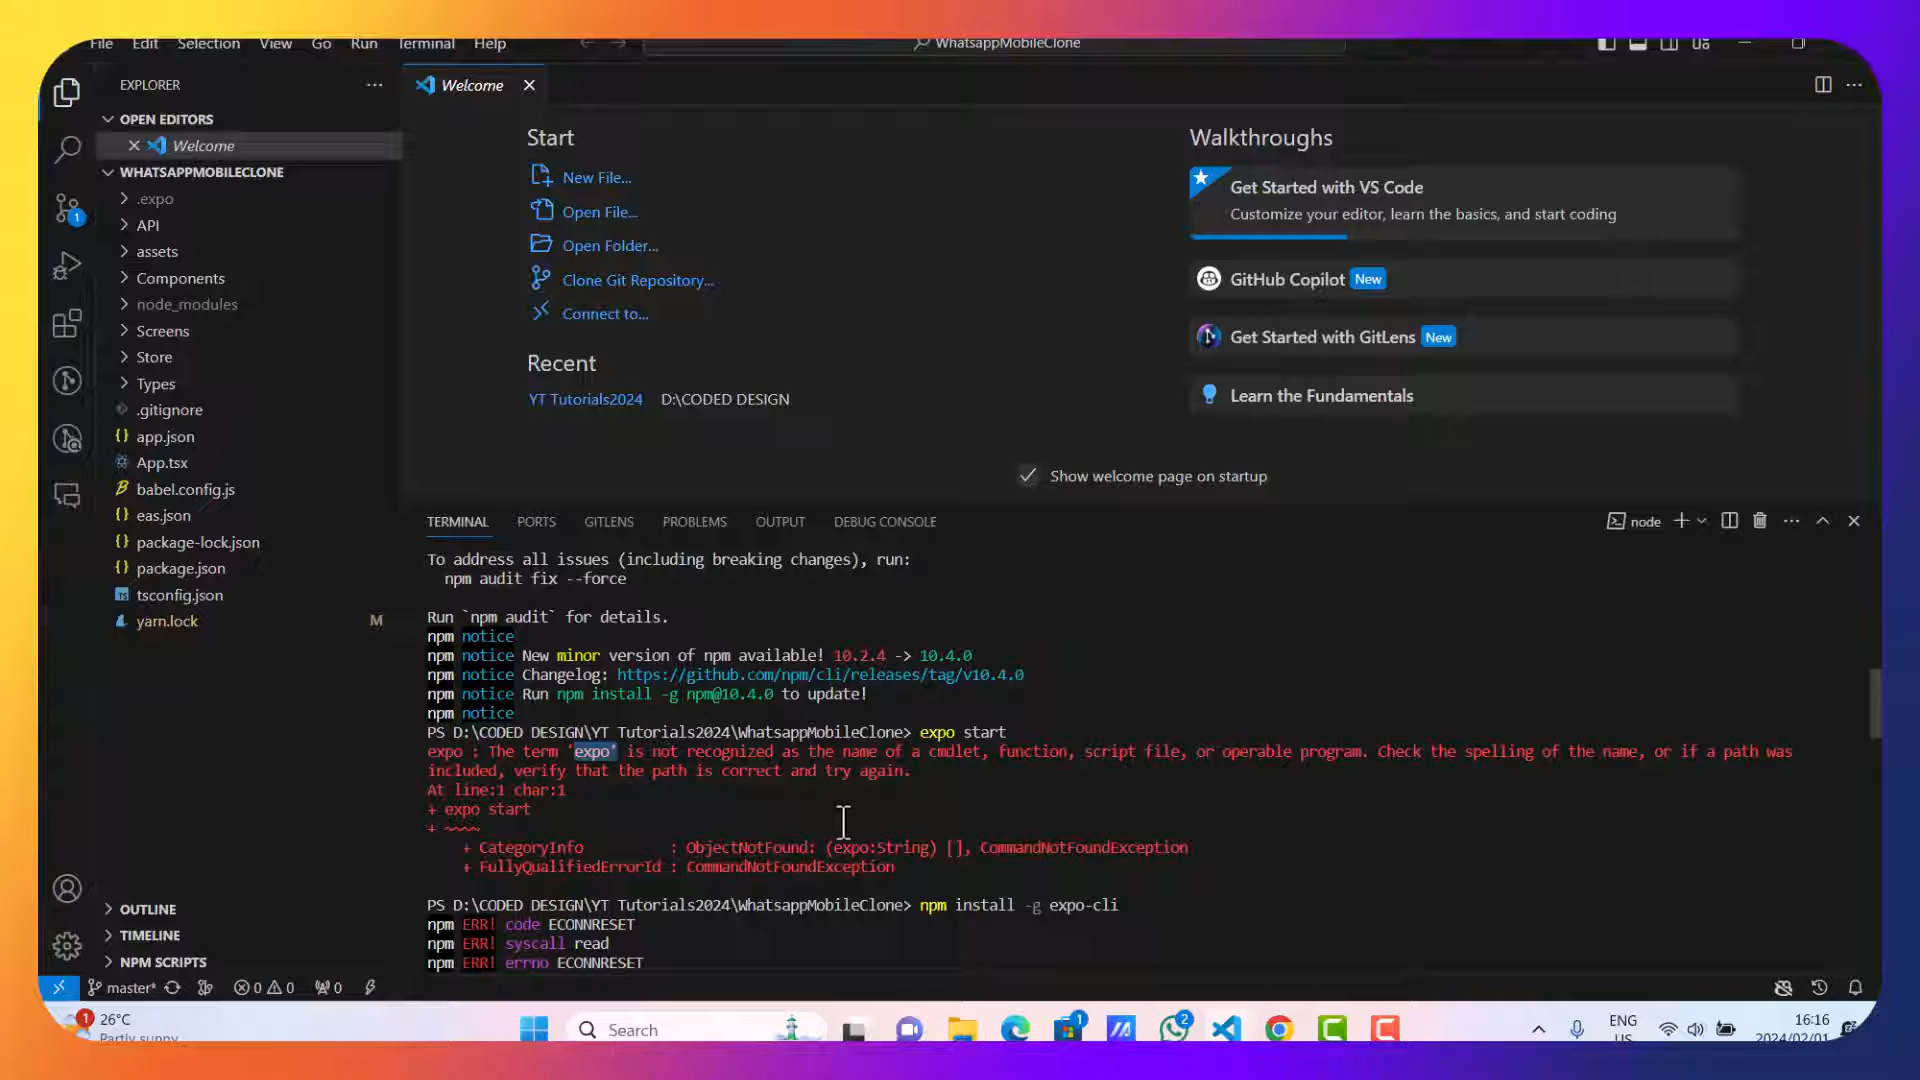 File Edit Selection View Go Run Terminal Help
WhatsappMobileClone
EXPLORER
OPEN EDITORS
Welcome
WHATSAPPMOBILECLONE
.expo
API
assets
Components
node_modules
Screens
Store
Types
.gitignore
app.json
App.tsx
babel.config.js
eas.json
package-lock.json
package.json
tsconfig.json
yarn.lock M
OUTLINE
TIMELINE
NPM SCRIPTS
Welcome
Start
New File...
Open File...
Open Folder...
Clone Git Repository...
Connect to...
Recent
YT Tutorials2024 D:\CODED DESIGN
Walkthroughs
Get Started with VS Code
Customize your editor, learn the basics, and start coding
GitHub Copilot New
Get Started with GitLens New
Learn the Fundamentals
Show welcome page on startup
TERMINAL PORTS GITLENS PROBLEMS OUTPUT DEBUG CONSOLE
node
To address all issues (including breaking changes), run:
npm audit fix --force
Run `npm audit` for details.
npm notice
npm notice New minor version of npm available! 10.2.4 -> 10.4.0
npm notice Changelog: https://github.com/npm/cli/releases/tag/v10.4.0
npm notice Run npm install -g npm@10.4.0 to update!
npm notice
PS D:\CODED DESIGN\YT Tutorials2024\WhatsappMobileClone> expo start
expo : The term 'expo' is not recognized as the name of a cmdlet, function, script file, or operable program. Check the spelling of the name, or if a path was
included, verify that the path is correct and try again.
At line:1 char:1
+ expo start
+ ~~~~
+ CategoryInfo : ObjectNotFound: (expo:String) [], CommandNotFoundException
+ FullyQualifiedErrorId : CommandNotFoundException
PS D:\CODED DESIGN\YT Tutorials2024\WhatsappMobileClone> npm install -g expo-cli
npm ERR! code ECONNRESET
npm ERR! syscall read
npm ERR! errno ECONNRESET
1
master* 0 0 0
1
26°C
Partly sunny
Search
1
2
ENG
US
16:16
2024/02/01